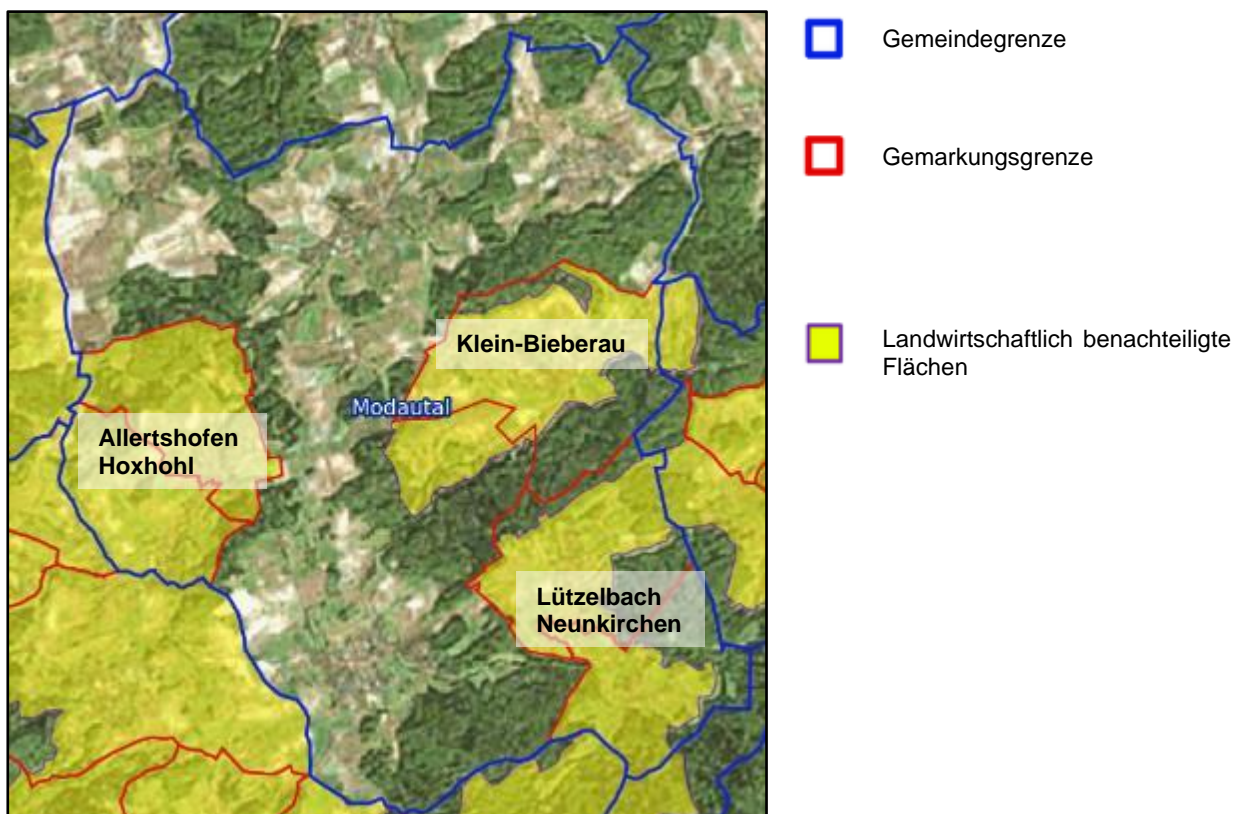 Klein-Bieberau
Modautal
Allertshofen
Hoxhohl
Lützelbach
Neunkirchen
Gemeindegrenze
Gemarkungsgrenze
Landwirtschaftlich benachteiligte
Flächen